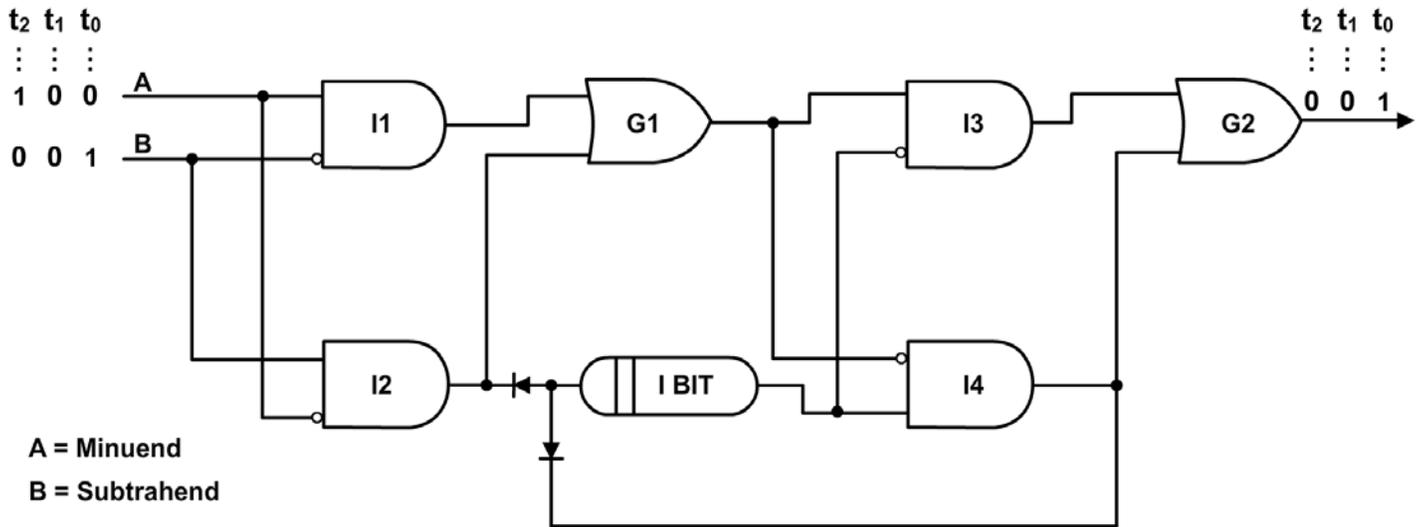 t₂ t₁ t₀
⋮ ⋮ ⋮
1 0 0
A
0 0 1
B
I1
G1
I3
G2
t₂ t₁ t₀
⋮ ⋮ ⋮
0 0 1
I2
I BIT
I4
A = Minuend
B = Subtrahend